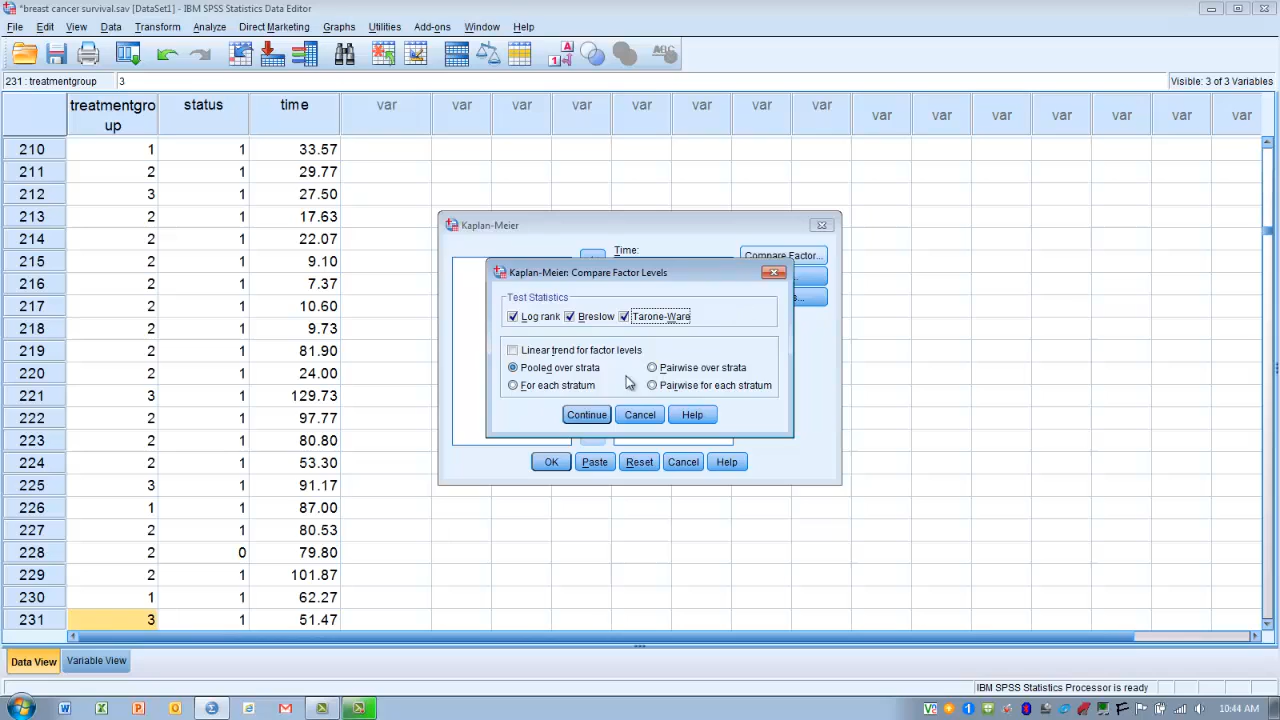 *breast cancer survival.sav [DataSet1] - IBM SPSS Statistics Data Editor
File Edit View Data Transform Analyze Direct Marketing Graphs Utilities Add-ons Window Help
231 : treatmentgroup 3 Visible: 3 of 3 Variables
treatmentgroup status time var var var var var var var var var var var var var var var
210 1 1 33.57
211 2 1 29.77
212 3 1 27.50
213 2 1 17.63
214 2 1 22.07
215 2 1 9.10
216 2 1 7.37
217 2 1 10.60
218 2 1 9.73
219 2 1 81.90
220 2 1 24.00
221 3 1 129.73
222 2 1 97.77
223 2 1 80.80
224 2 1 53.30
225 3 1 91.17
226 1 1 87.00
227 2 1 80.53
228 2 0 79.80
229 2 1 101.87
230 1 1 62.27
231 3 1 51.47
Kaplan-Meier
Time:
Compare Factor...
Kaplan-Meier: Compare Factor Levels
Test Statistics
Log rank Breslow Tarone-Ware
Linear trend for factor levels
Pooled over strata Pairwise over strata
For each stratum Pairwise for each stratum
Continue Cancel Help
OK Paste Reset Cancel Help
Data View Variable View
IBM SPSS Statistics Processor is ready
10:44 AM